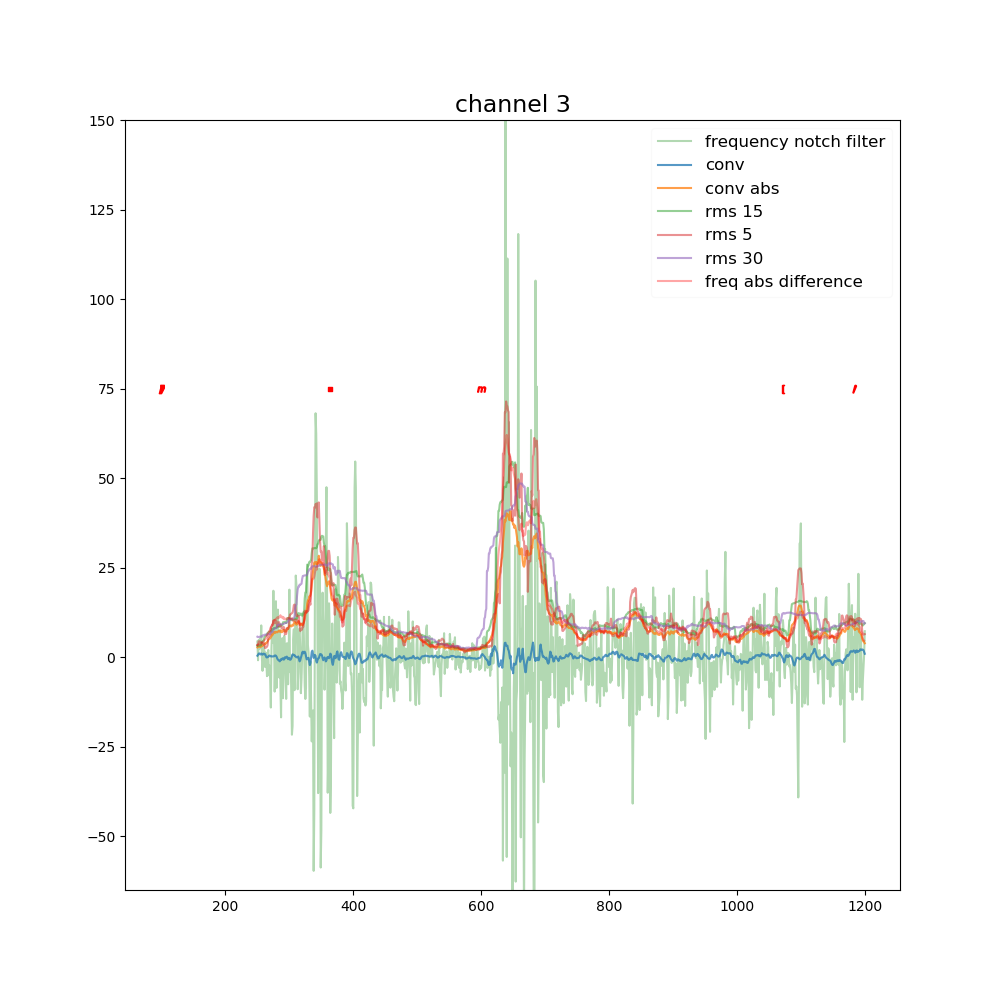 channel 3
150
125
100
75
50
25
0
−25
−50
frequency notch filter
conv
conv abs
rms 15
rms 5
rms 30
freq abs difference
m
[
200
400
600
800
1000
1200